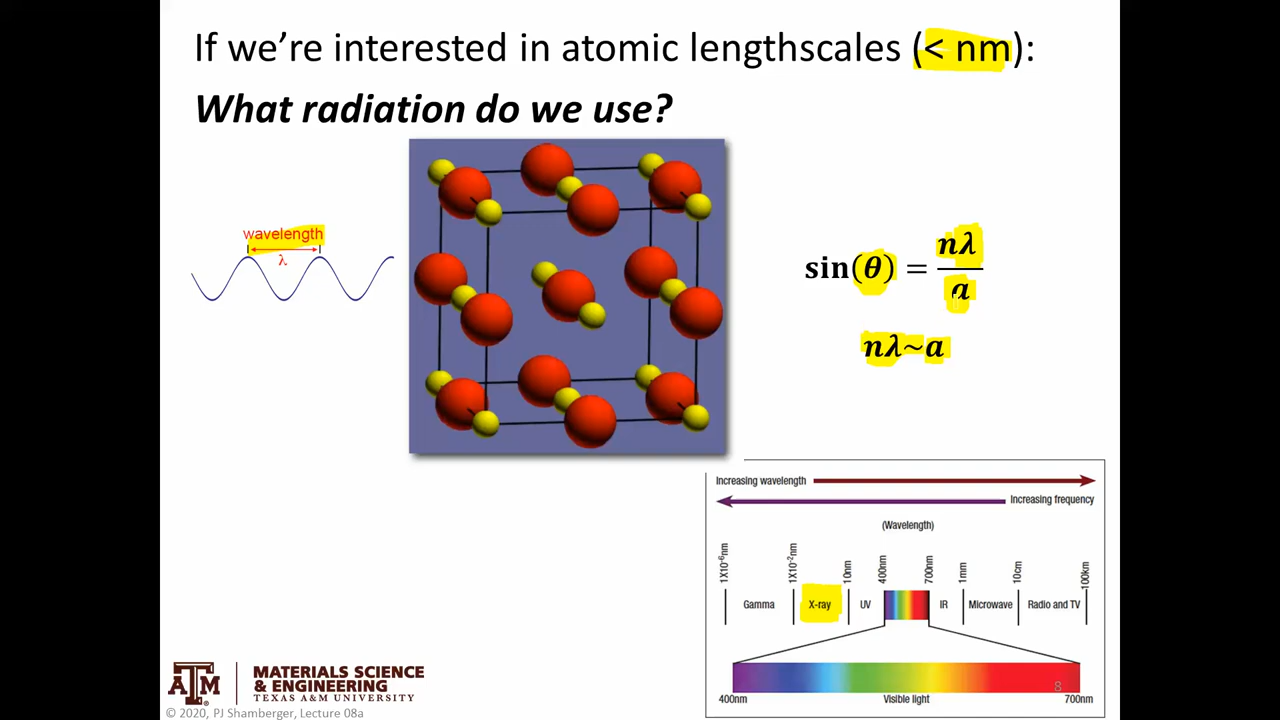 If we're interested in atomic lengthscales (< nm):
What radiation do we use?
wavelength
λ
sin(θ) = nλ/a
nλ~a
Increasing wavelength
Increasing frequency
(Wavelength)
1X10⁻⁶nm 1X10⁻²nm 10nm 400nm 700nm 1mm 10cm 100km
Gamma X-ray UV IR Microwave Radio and TV
8
400nm Visible light 700nm
ATM MATERIALS SCIENCE
& ENGINEERING
TEXAS A&M UNIVERSITY
© 2020, PJ Shamberger, Lecture 08a